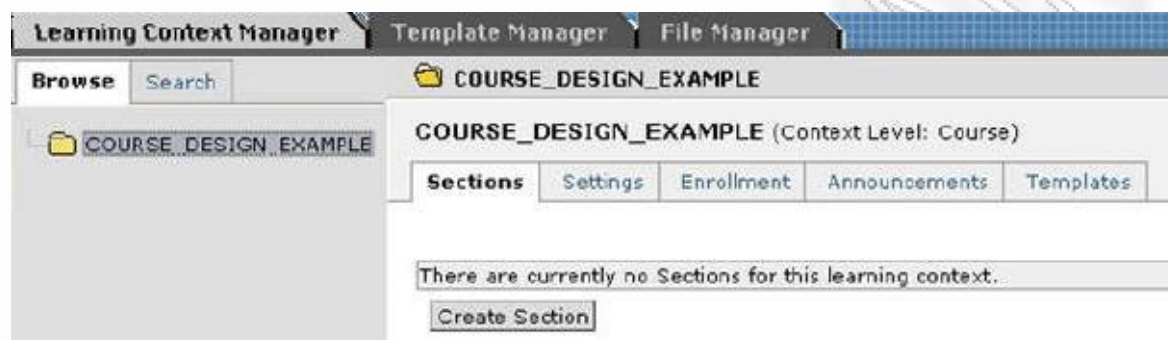 Learning Context Manager Template Manager File Manager
Browse Search
COURSE_DESIGN_EXAMPLE
COURSE_DESIGN_EXAMPLE
COURSE_DESIGN_EXAMPLE (Context Level: Course)
Sections Settings Enrollment Announcements Templates
There are currently no Sections for this learning context.
Create Section